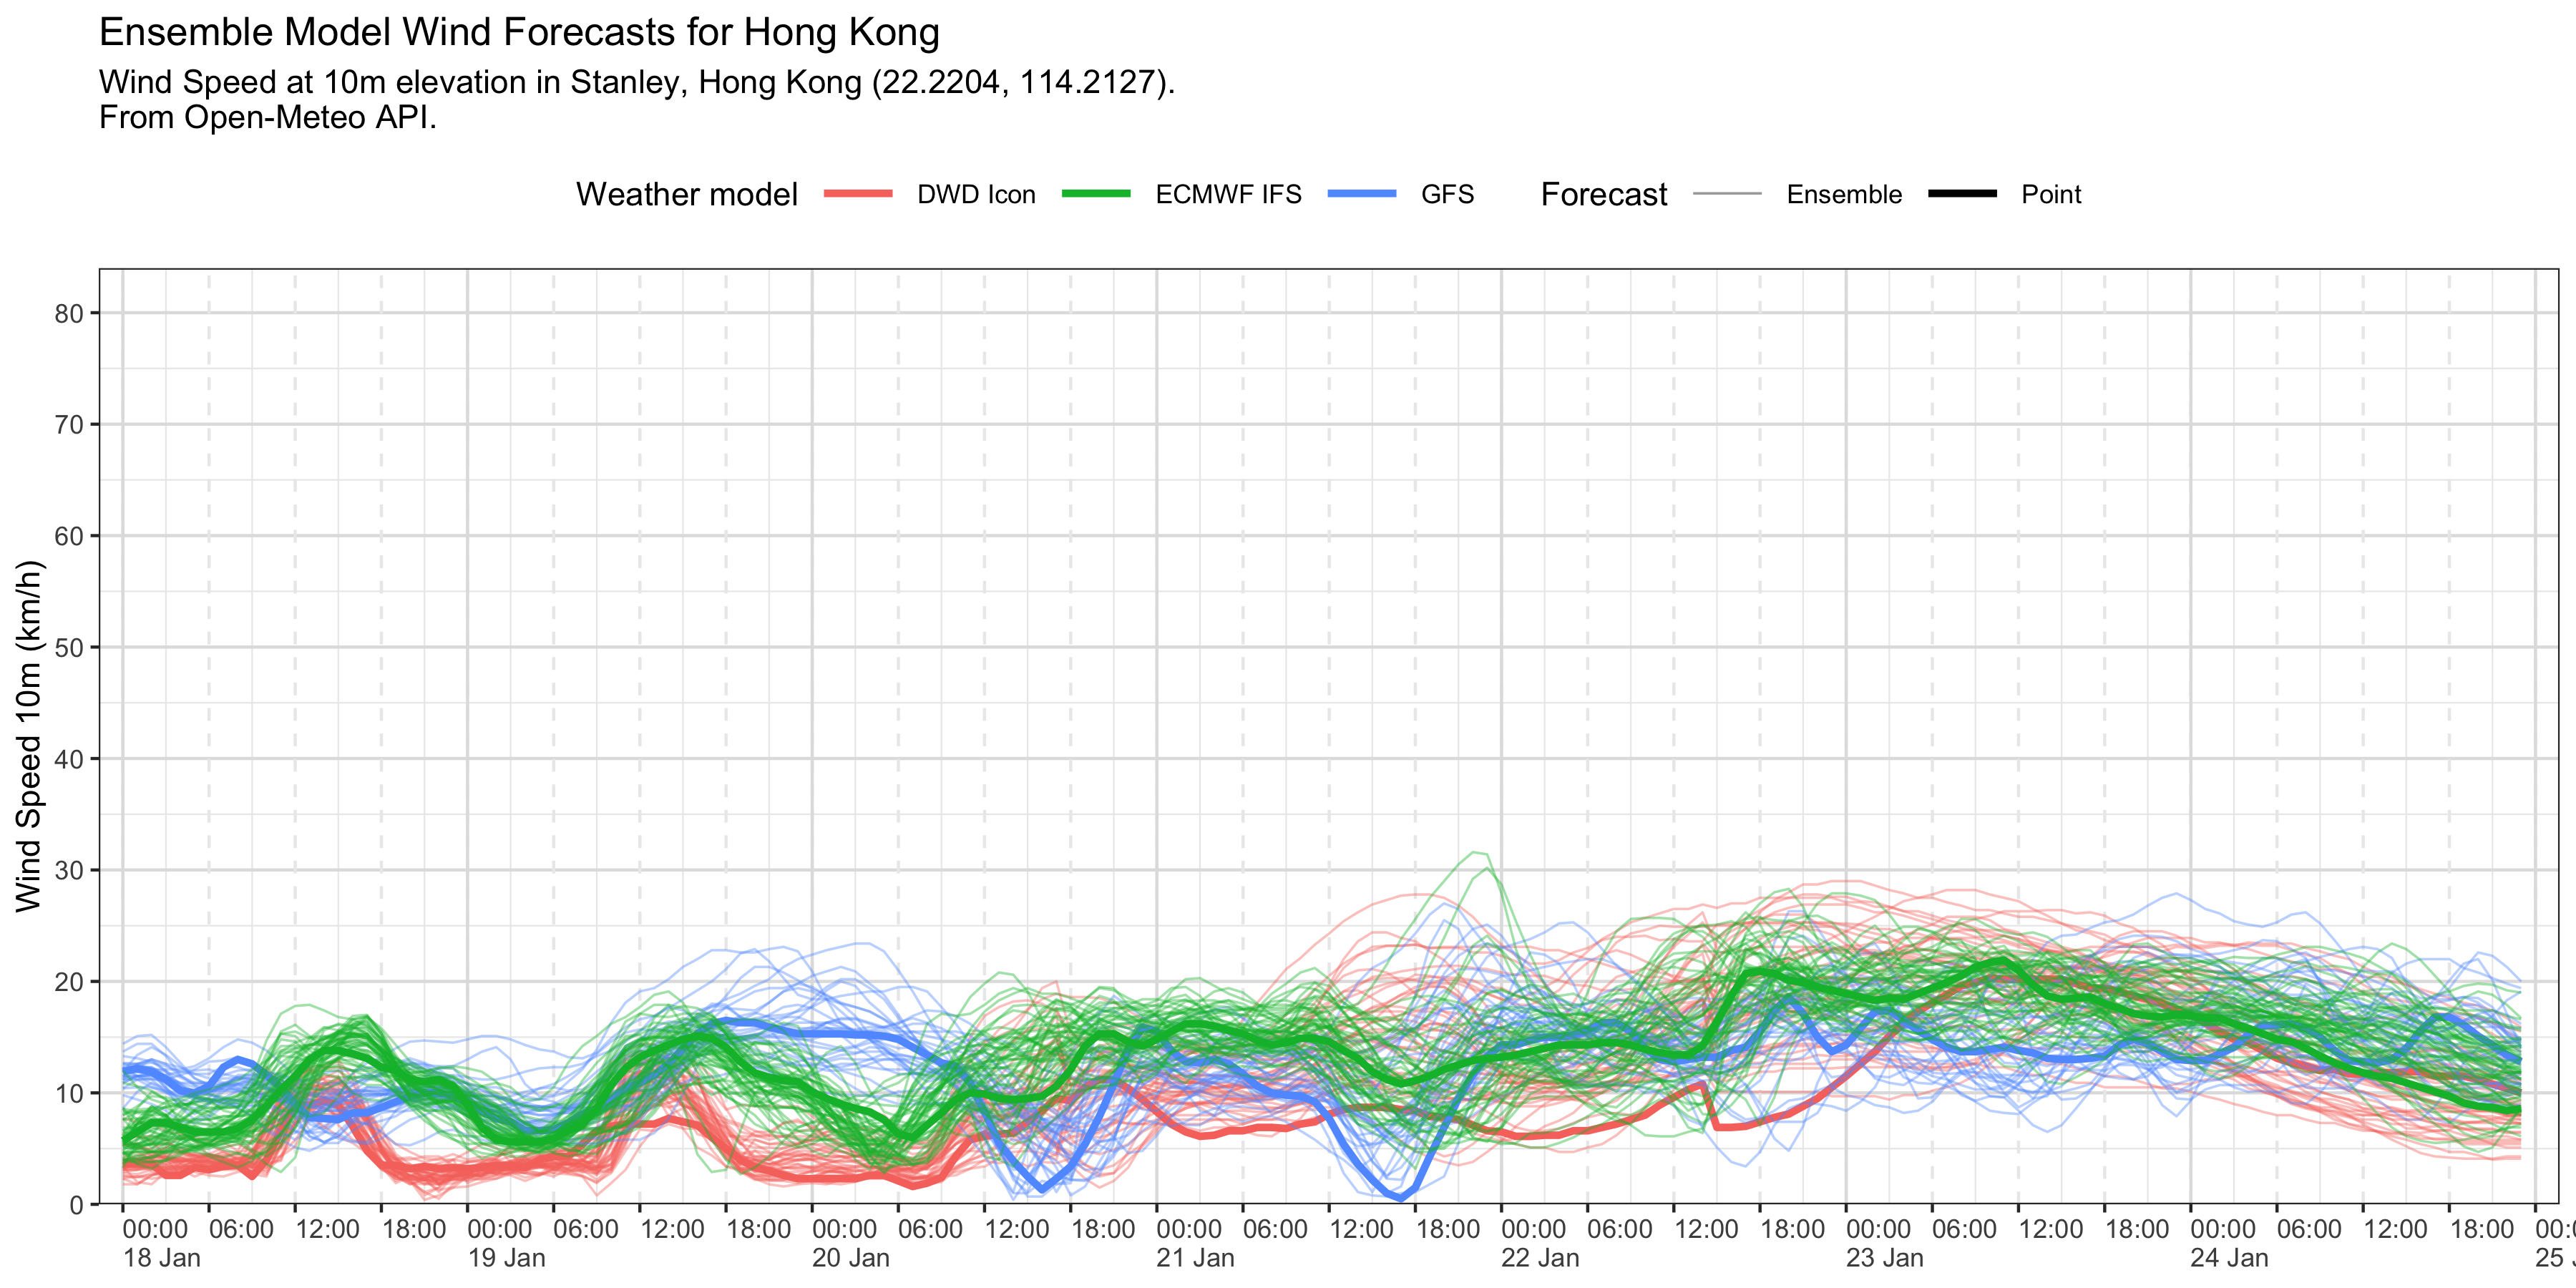 Ensemble Model Wind Forecasts for Hong Kong
Wind Speed at 10m elevation in Stanley, Hong Kong (22.2204, 114.2127).
From Open-Meteo API.
Weather model DWD Icon ECMWF IFS GFS Forecast Ensemble Point
Wind Speed 10m (km/h)
80
70
60
50
40
30
20
10
0
00:00 06:00 12:00 18:00 00:00 06:00 12:00 18:00 00:00 06:00 12:00 18:00 00:00 06:00 12:00 18:00 00:00 06:00 12:00 18:00 00:00 06:00 12:00 18:00 00:00 06:00 12:00 18:00 00:0
18 Jan 19 Jan 20 Jan 21 Jan 22 Jan 23 Jan 24 Jan 25